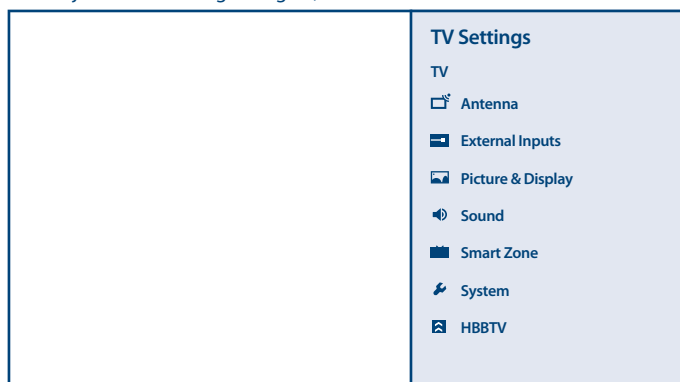 TV Settings
TV
Antenna
External Inputs
Picture & Display
Sound
Smart Zone
System
HBBTV